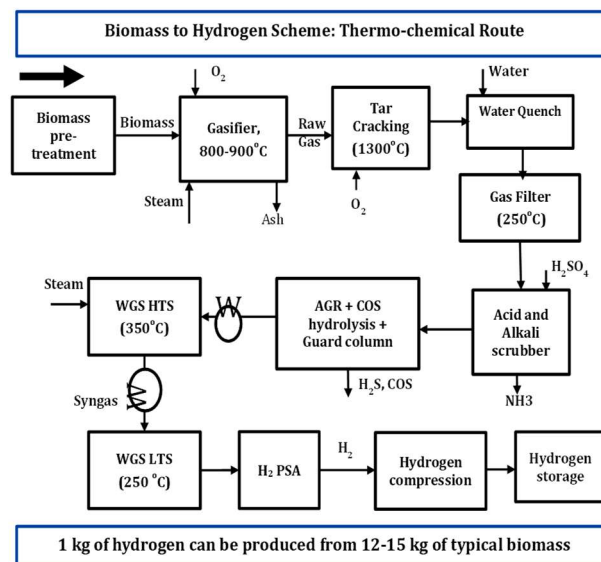 Biomass to Hydrogen Scheme: Thermo-chemical Route
O₂
Water
Biomass
pre-
treatment
Biomass
Gasifier,
800-900°C
Raw
Gas
Tar
Cracking
(1300°C)
Water Quench
Steam
Ash
O₂
Gas Filter
(250°C)
H₂SO₄
Steam
WGS HTS
(350°C)
W
AGR + COS
hydrolysis +
Guard column
Acid and
Alkali
scrubber
H₂S, COS
NH3
Syngas
W
WGS LTS
(250 °C)
H₂ PSA
H₂
Hydrogen
compression
Hydrogen
storage
1 kg of hydrogen can be produced from 12-15 kg of typical biomass